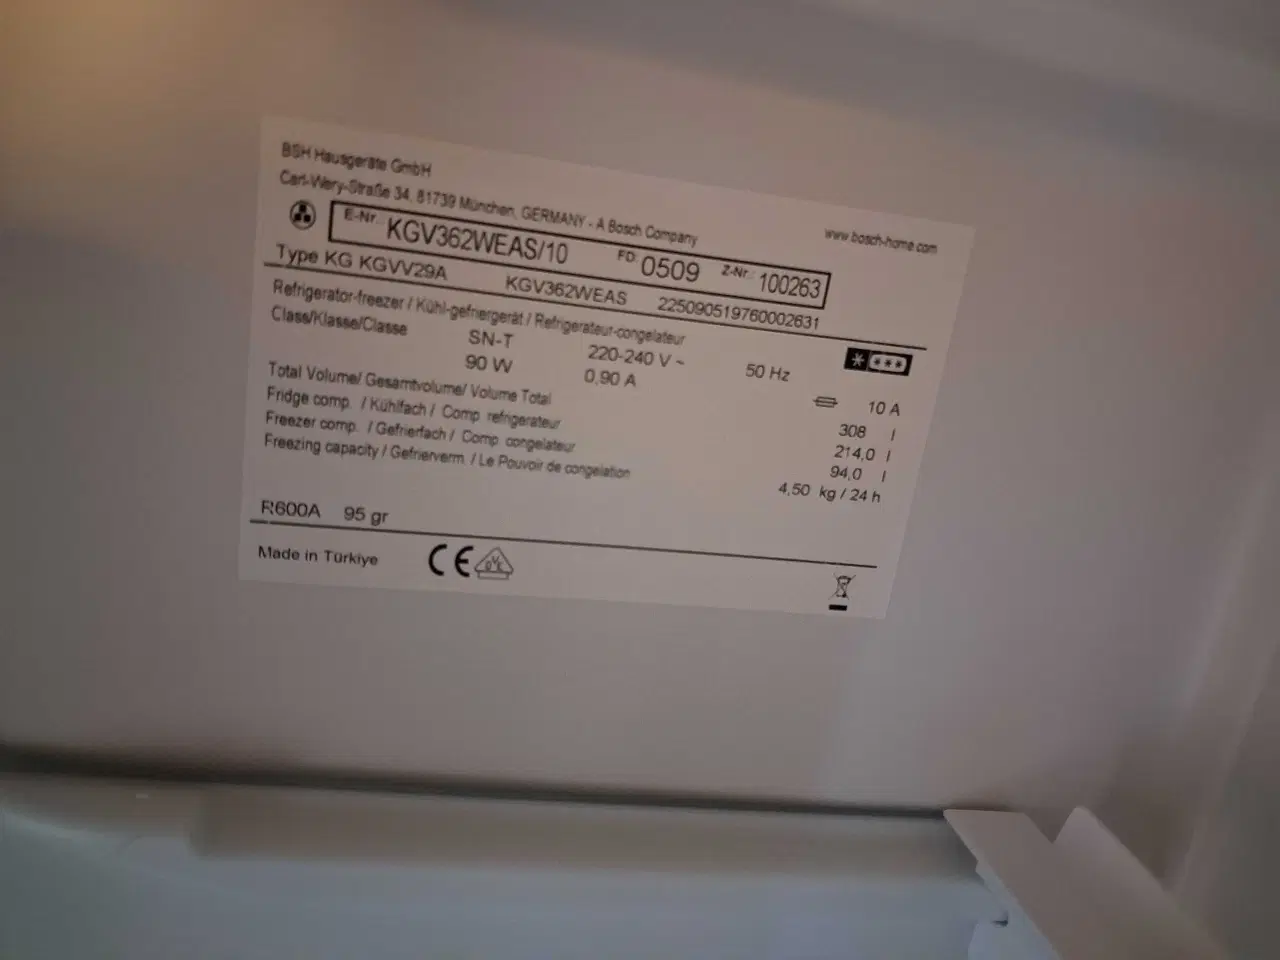 BSH Hausgeräte GmbH
Carl-Wery-Straße 34, 81739 München, GERMANY - A Bosch Company
www.bosch-home.com
E-Nr.: KGV362WEAS/10 FD: 0509 Z-Nr.: 100263
Type KG KGVV29A KGV362WEAS 225090519760002631
Refrigerator-freezer / Kühl-gefriergerät / Refrigerateur-congelateur
Class/Klasse/Classe SN-T 220-240 V ~ 50 Hz
90 W 0,90 A 10 A
Total Volume/ Gesamtvolume/ Volume Total 308 l
Fridge comp. / Kühlfach / Comp. refrigerateur 214,0 l
Freezer comp. / Gefrierfach / Comp. congelateur 94,0 l
Freezing capacity / Gefrierverm. / Le Pouvoir de congelation 4,50 kg / 24 h
R600A 95 gr
Made in Türkiye CE